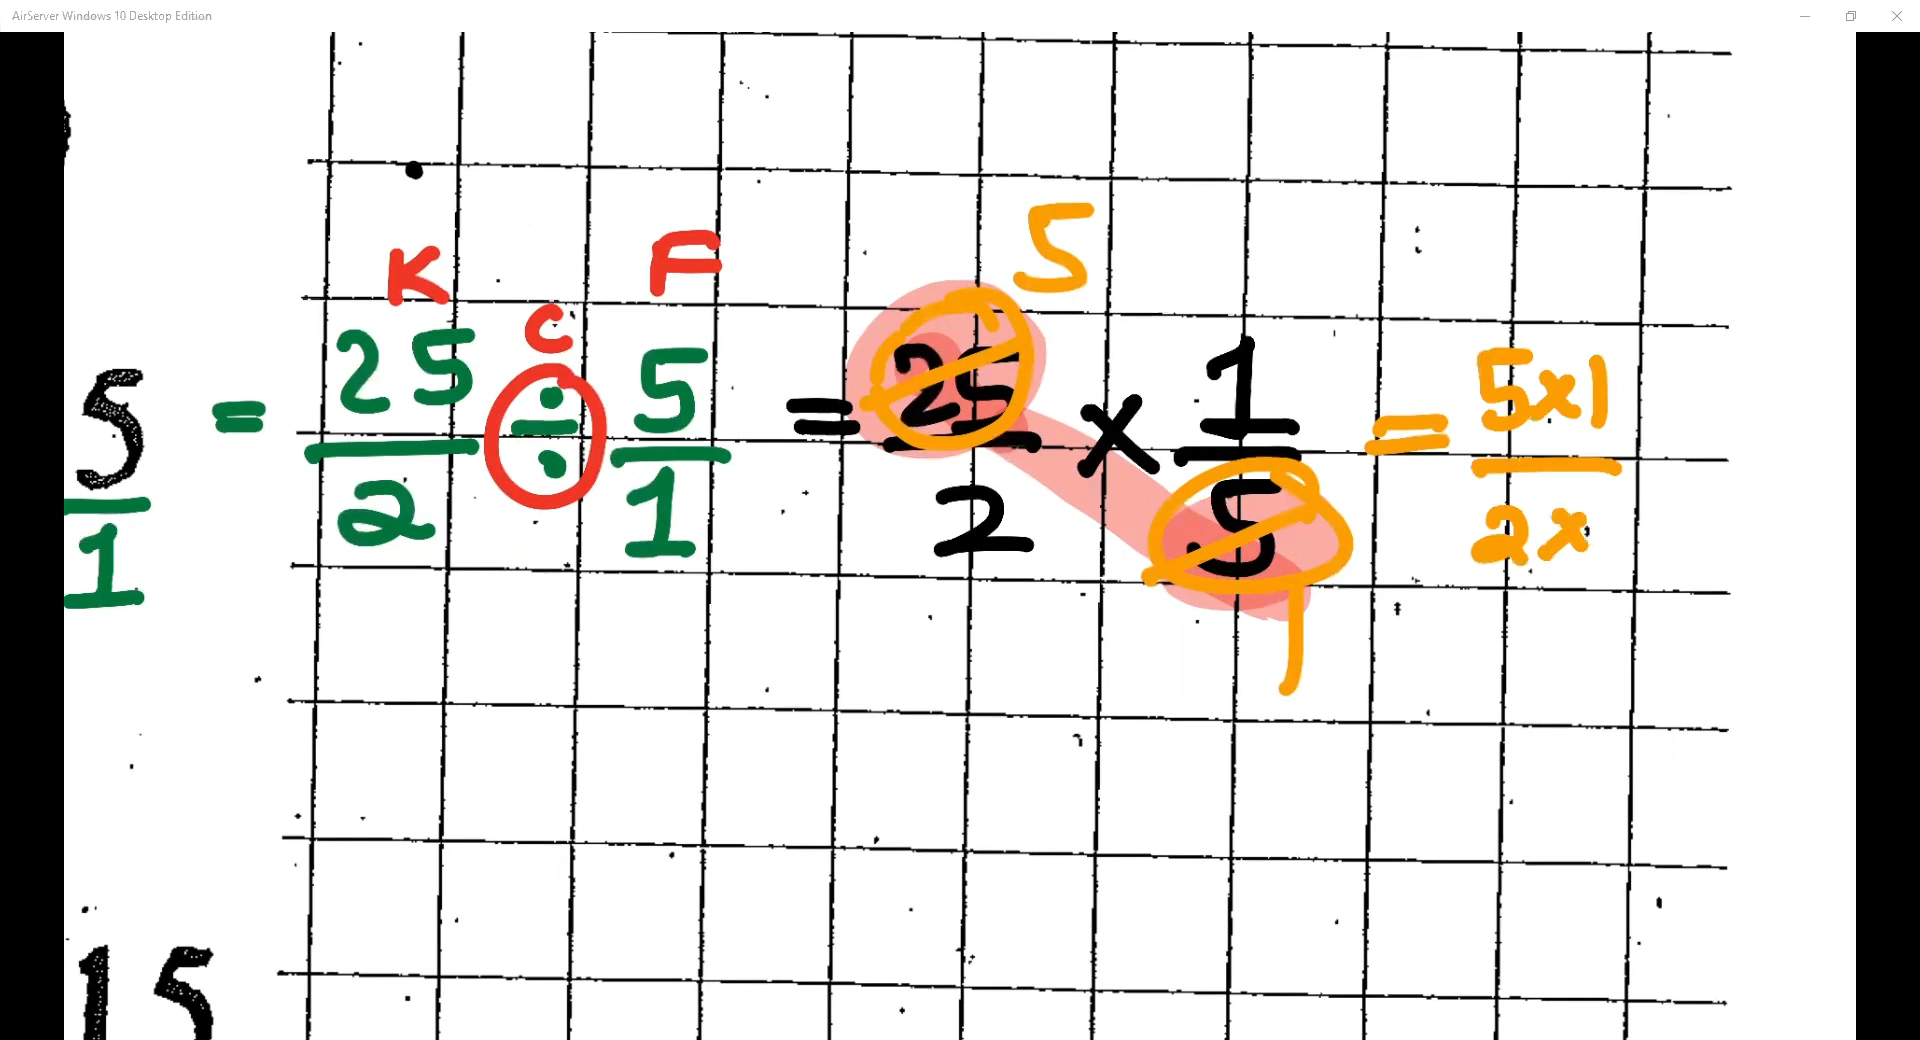 AirServer Windows 10 Desktop Edition
5
K C F
5/1 = 25/2 ÷ 5/1 = 25/2 × 1/5 = 5×1/2×
1
15